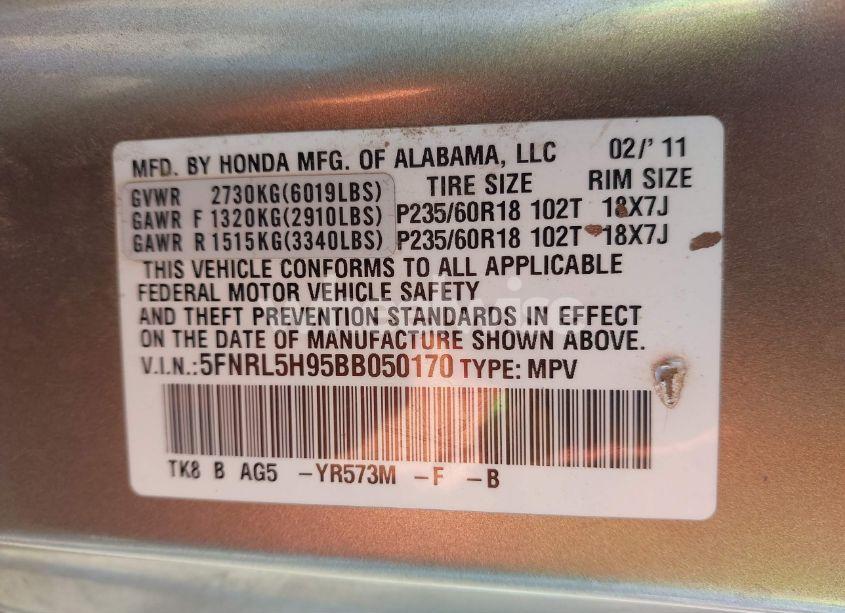 MFD. BY HONDA MFG. OF ALABAMA, LLC 02/' 11
GVWR 2730KG(6019LBS) TIRE SIZE RIM SIZE
GAWR F 1320KG(2910LBS) P235/60R18 102T 18X7J
GAWR R 1515KG(3340LBS) P235/60R18 102T 18X7J
THIS VEHICLE CONFORMS TO ALL APPLICABLE
FEDERAL MOTOR VEHICLE SAFETY
AND THEFT PREVENTION STANDARDS IN EFFECT
ON THE DATE OF MANUFACTURE SHOWN ABOVE.
V.I.N.:5FNRL5H95BB050170 TYPE: MPV
TK8 B AG5 -YR573M -F -B